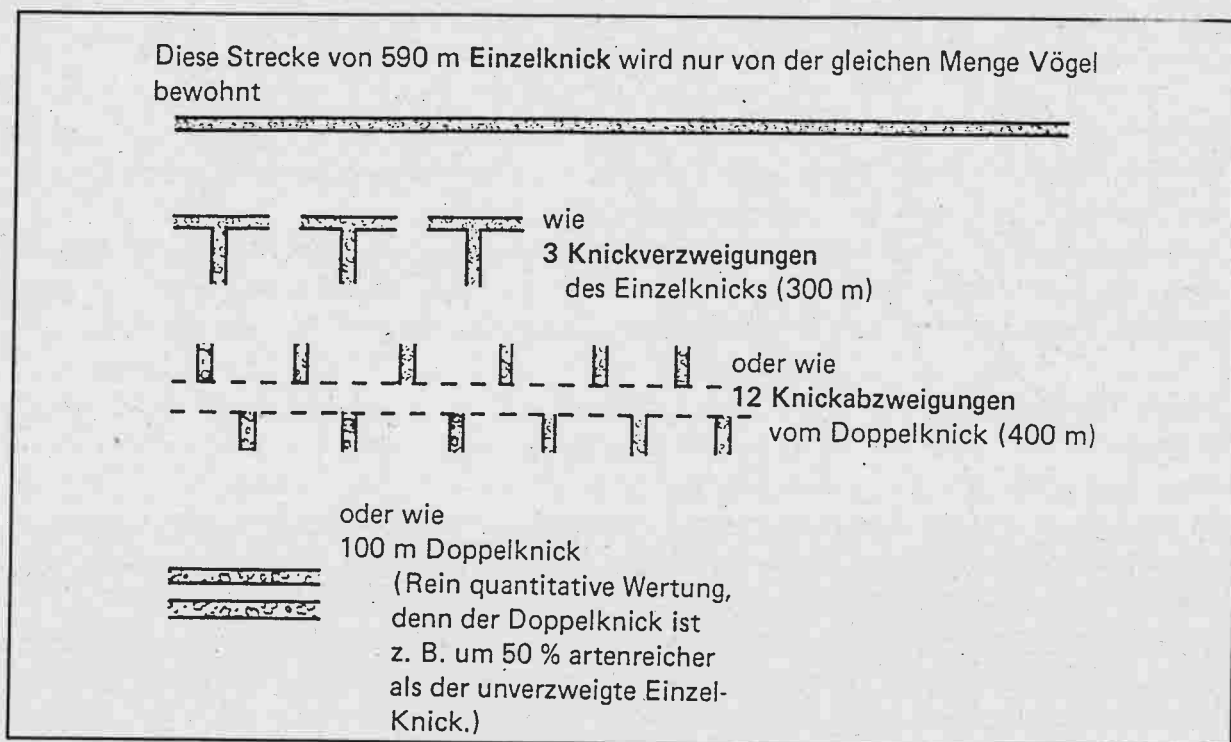 Diese Strecke von 590 m Einzelknick wird nur von der gleichen Menge Vögel
bewohnt
wie
3 Knickverzweigungen
des Einzelknicks (300 m)
oder wie
12 Knickabzweigungen
vom Doppelknick (400 m)
oder wie
100 m Doppelknick
(Rein quantitative Wertung,
denn der Doppelknick ist
z. B. um 50 % artenreicher
als der unverzweigte Einzel-
Knick.)